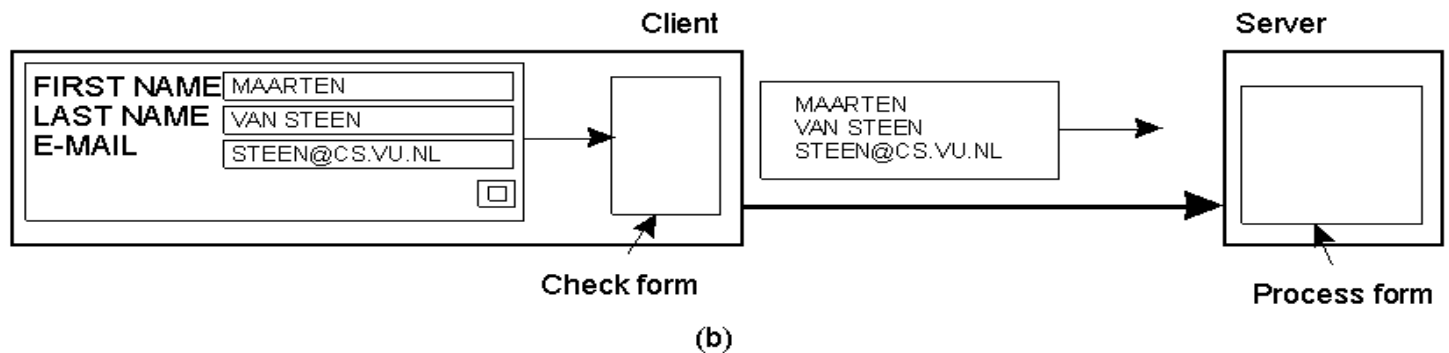 Client
Server
FIRST NAME MAARTEN
LAST NAME VAN STEEN
E-MAIL STEEN@CS.VU.NL
MAARTEN
VAN STEEN
STEEN@CS.VU.NL
Check form
Process form
(b)